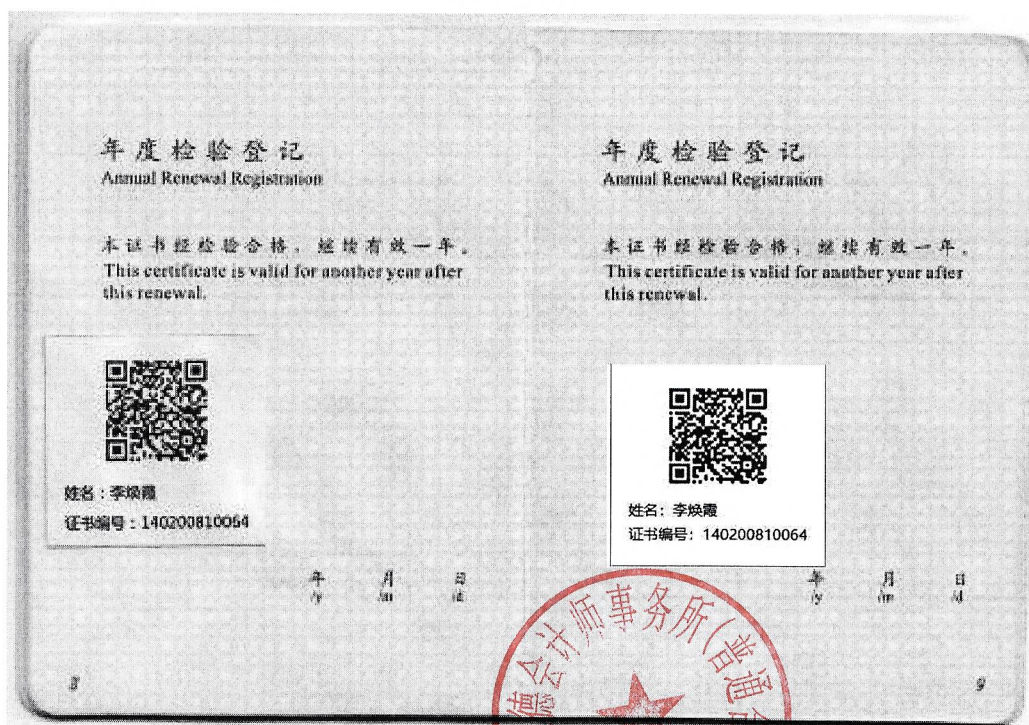 年度检验登记
Annual Renewal Registration
本证书经检验合格，继续有效一年。
This certificate is valid for another year after
this renewal.
姓名：李焕霞
证书编号：140200810064
年 月 日
/y /m /d
8
年度检验登记
Annual Renewal Registration
本证书经检验合格，继续有效一年。
This certificate is valid for another year after
this renewal.
姓名：李焕霞
证书编号：140200810064
年 月 日
/y /m /d
9
德会计师事务所(普通合